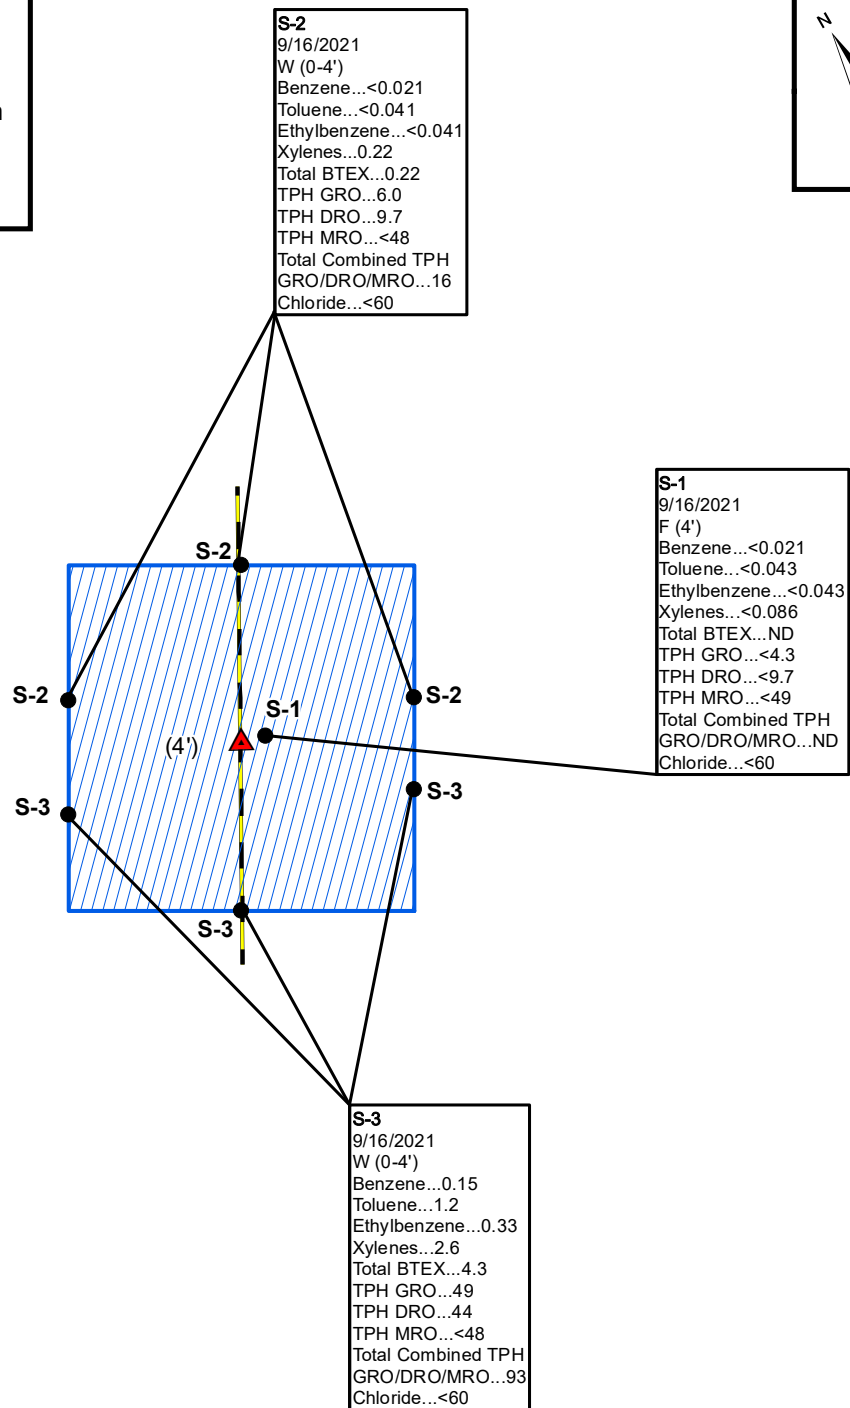 N
S-2
9/16/2021
W (0-4')
Benzene...<0.021
Toluene...<0.041
Ethylbenzene...<0.041
Xylenes...0.22
Total BTEX...0.22
TPH GRO...6.0
TPH DRO...9.7
TPH MRO...<48
Total Combined TPH
GRO/DRO/MRO...16
Chloride...<60
S-1
9/16/2021
F (4')
Benzene...<0.021
Toluene...<0.043
Ethylbenzene...<0.043
Xylenes...<0.086
Total BTEX...ND
TPH GRO...<4.3
TPH DRO...<9.7
TPH MRO...<49
Total Combined TPH
GRO/DRO/MRO...ND
Chloride...<60
S-2
S-2
S-2
S-1
(4')
S-3
S-3
S-3
S-3
9/16/2021
W (0-4')
Benzene...0.15
Toluene...1.2
Ethylbenzene...0.33
Xylenes...2.6
Total BTEX...4.3
TPH GRO...49
TPH DRO...44
TPH MRO...<48
Total Combined TPH
GRO/DRO/MRO...93
Chloride...<60